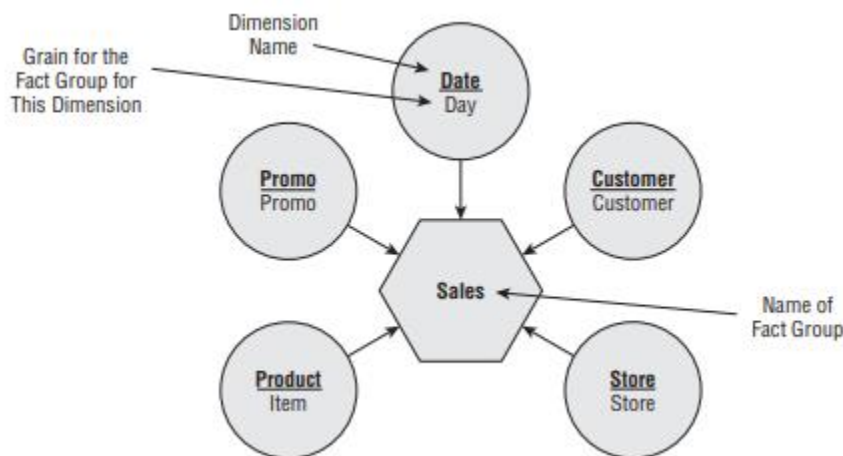 Dimension
Name
Grain for the
Fact Group for
This Dimension
Date
Day
Promo
Promo
Customer
Customer
Sales
Name of
Fact Group
Product
Item
Store
Store